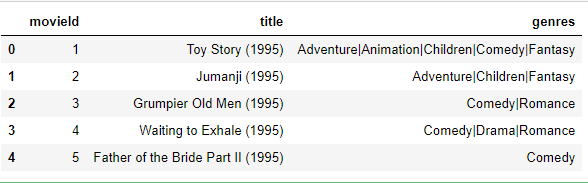 movieId title genres
0 1 Toy Story (1995) Adventure|Animation|Children|Comedy|Fantasy
1 2 Jumanji (1995) Adventure|Children|Fantasy
2 3 Grumpier Old Men (1995) Comedy|Romance
3 4 Waiting to Exhale (1995) Comedy|Drama|Romance
4 5 Father of the Bride Part II (1995) Comedy